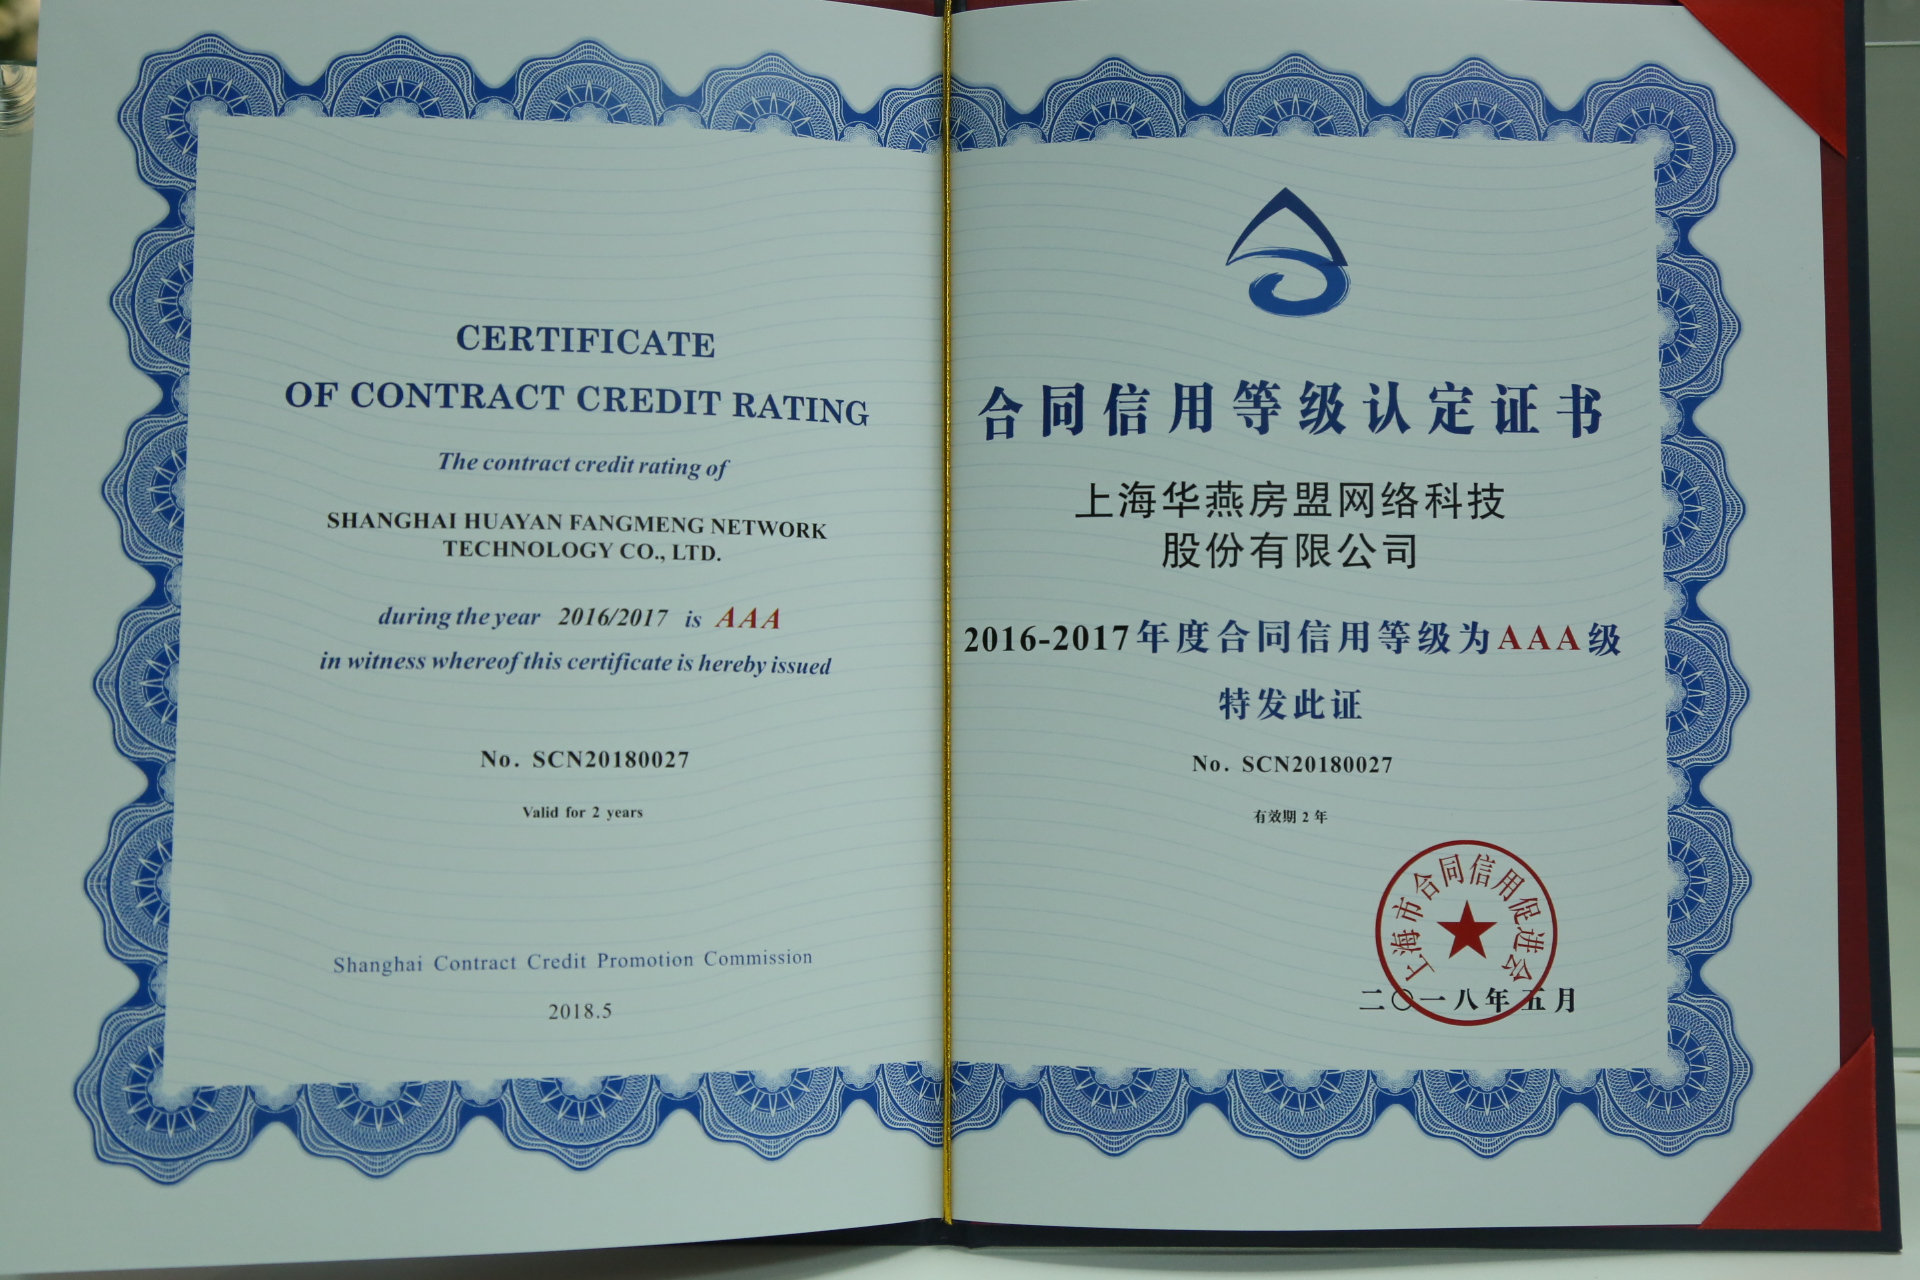 CERTIFICATE
OF CONTRACT CREDIT RATING
The contract credit rating of
SHANGHAI HUAYAN FANGMENG NETWORK
TECHNOLOGY CO., LTD.
during the year 2016/2017 is AAA
in witness whereof this certificate is hereby issued
No. SCN20180027
Valid for 2 years
Shanghai Contract Credit Promotion Commission
2018.5
合同信用等级认定证书
上海华燕房盟网络科技
股份有限公司
2016-2017年度合同信用等级为AAA级
特发此证
No. SCN20180027
有效期 2 年
上海市合同信用促进会
二〇一八年五月